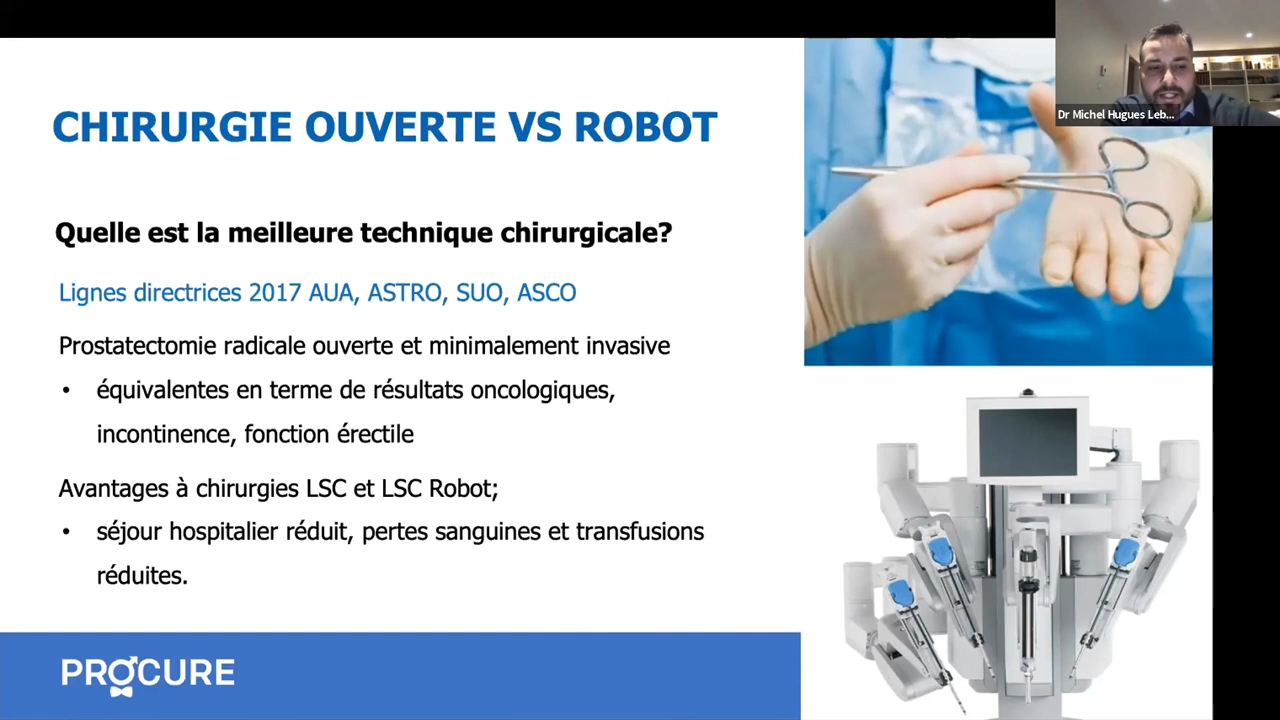 CHIRURGIE OUVERTE VS ROBOT
Dr Michel Hugues Leb...
Quelle est la meilleure technique chirurgicale?
Lignes directrices 2017 AUA, ASTRO, SUO, ASCO
Prostatectomie radicale ouverte et minimalement invasive
• équivalentes en terme de résultats oncologiques,
incontinence, fonction érectile
Avantages à chirurgies LSC et LSC Robot;
• séjour hospitalier réduit, pertes sanguines et transfusions
réduites.
PROCURE